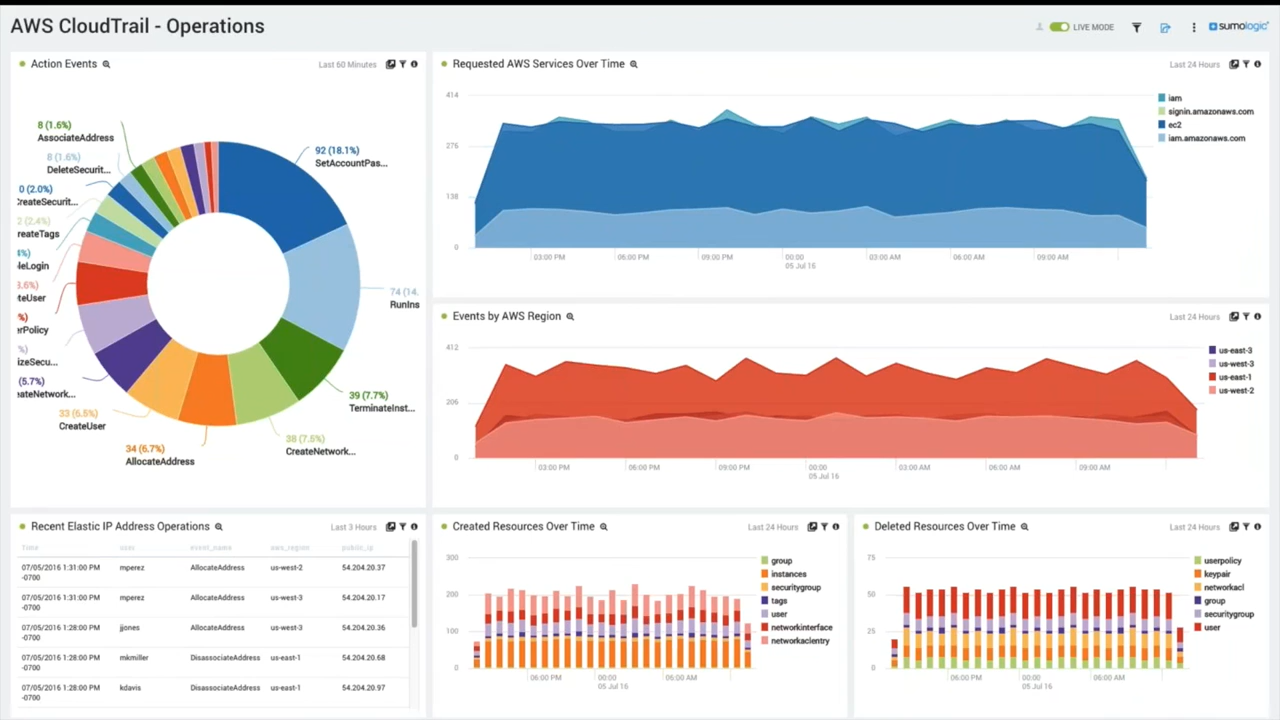 AWS CloudTrail - Operations
LIVE MODE
sumologic
Action Events
Last 60 Minutes
8 (1.6%)
AssociateAddress
8 (1.6%)
DeleteSecurit...
0 (2.0%)
CreateSecurit...
2 (2.4%)
reateTags
4%)
leLogin
3.6%)
teUser
%)
erPolicy
%)
izeSecu...
(5.7%)
eateNetwork...
33 (6.5%)
CreateUser
34 (6.7%)
AllocateAddress
38 (7.5%)
CreateNetwork...
39 (7.7%)
TerminateInst...
74 (14.
RunIns
92 (18.1%)
SetAccountPas...
Requested AWS Services Over Time
Last 24 Hours
414
276
138
0
03:00 PM
06:00 PM
09:00 PM
00:00
05 Jul 16
03:00 AM
06:00 AM
09:00 AM
iam
signin.amazonaws.com
ec2
iam.amazonaws.com
Events by AWS Region
Last 24 Hours
412
206
0
03:00 PM
06:00 PM
09:00 PM
00:00
05 Jul 16
03:00 AM
06:00 AM
09:00 AM
us-east-3
us-west-3
us-east-1
us-west-2
Recent Elastic IP Address Operations
Last 3 Hours
Time user event_name aws_region public_ip
07/05/2016 1:31:00 PM mperez AllocateAddress us-west-2 54.204.20.37
-0700
07/05/2016 1:31:00 PM mperez AllocateAddress us-west-3 54.204.20.17
-0700
07/05/2016 1:28:00 PM jjones AllocateAddress us-west-3 54.204.20.36
-0700
07/05/2016 1:28:00 PM mkmiller DisassociateAddress us-east-1 54.204.20.68
-0700
07/05/2016 1:28:00 PM kdavis DisassociateAddress us-east-1 54.204.20.97
-0700
Created Resources Over Time
Last 24 Hours
300
200
100
0
06:00 PM
00:00
05 Jul 16
06:00 AM
group
instances
securitygroup
tags
user
networkinterface
networkaclentry
Deleted Resources Over Time
Last 24 Hours
75
50
25
0
06:00 PM
00:00
05 Jul 16
06:00 AM
userpolicy
keypair
networkacl
group
securitygroup
user